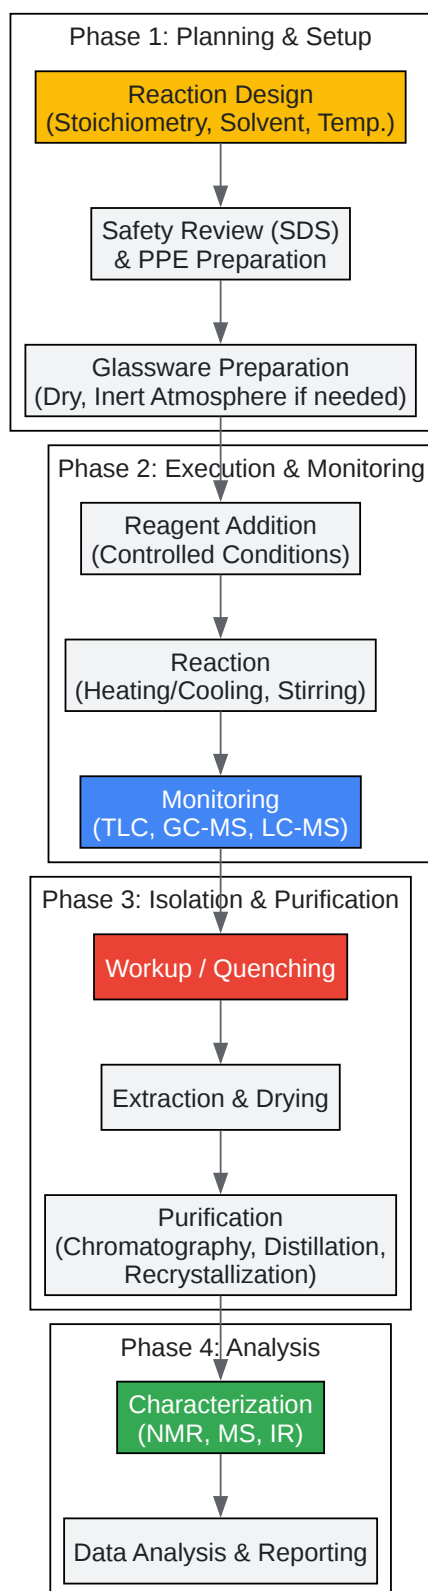 Phase 1: Planning & Setup
Reaction Design
(Stoichiometry, Solvent, Temp.)
Safety Review (SDS)
& PPE Preparation
Glassware Preparation
(Dry, Inert Atmosphere if needed)
Phase 2: Execution & Monitoring
Reagent Addition
(Controlled Conditions)
Reaction
(Heating/Cooling, Stirring)
Monitoring
(TLC, GC-MS, LC-MS)
Phase 3: Isolation & Purification
Workup / Quenching
Extraction & Drying
Purification
(Chromatography, Distillation,
Recrystallization)
Phase 4: Analysis
Characterization
(NMR, MS, IR)
Data Analysis & Reporting